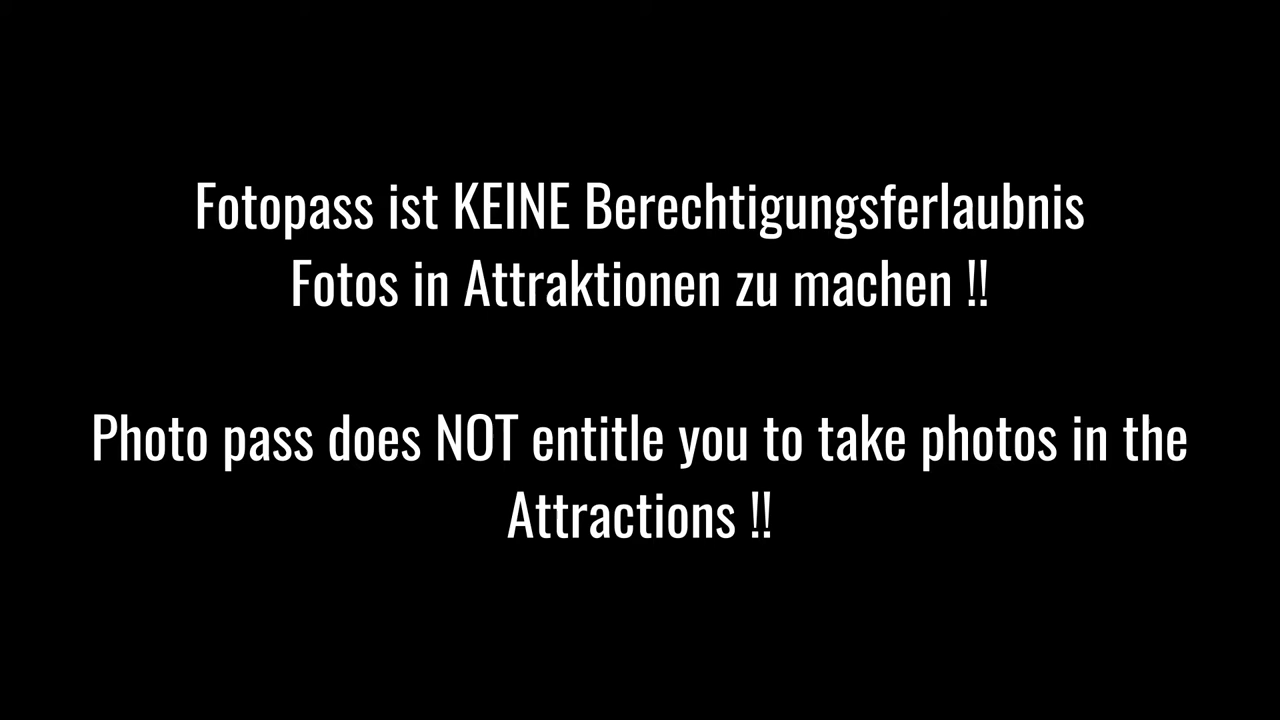 Fotopass ist KEINE Berechtigungsferlaubnis
Fotos in Attraktionen zu machen !!
Photo pass does NOT entitle you to take photos in the
Attractions !!